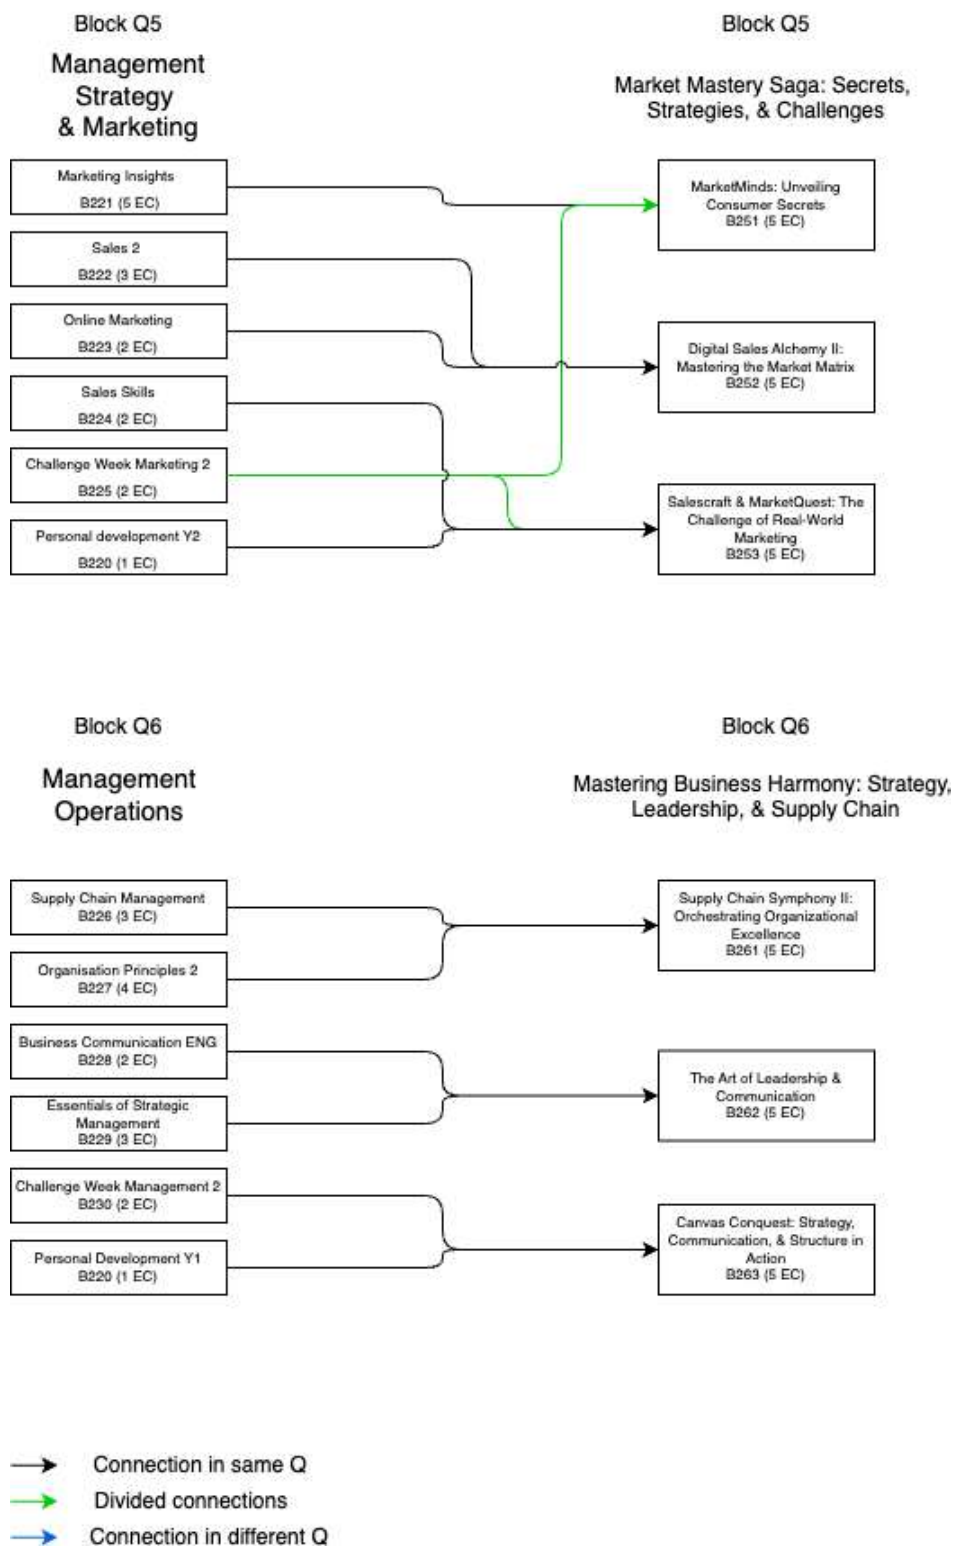 Block Q5
Management
Strategy
& Marketing
Marketing Insights
B221 (5 EC)
Sales 2
B222 (3 EC)
Online Marketing
B223 (2 EC)
Sales Skills
B224 (2 EC)
Challenge Week Marketing 2
B225 (2 EC)
Personal development Y2
B220 (1 EC)
Block Q5
Market Mastery Saga: Secrets,
Strategies, & Challenges
MarketMinds: Unveiling
Consumer Secrets
B251 (5 EC)
Digital Sales Alchemy II:
Mastering the Market Matrix
B252 (5 EC)
Salescraft & MarketQuest: The
Challenge of Real-World
Marketing
B253 (5 EC)
Block Q6
Management
Operations
Supply Chain Management
B226 (3 EC)
Organisation Principles 2
B227 (4 EC)
Business Communication ENG
B228 (2 EC)
Essentials of Strategic
Management
B229 (3 EC)
Challenge Week Management 2
B230 (2 EC)
Personal Development Y1
B220 (1 EC)
Block Q6
Mastering Business Harmony: Strategy,
Leadership, & Supply Chain
Supply Chain Symphony II:
Orchestrating Organizational
Excellence
B261 (5 EC)
The Art of Leadership &
Communication
B262 (5 EC)
Canvas Conquest: Strategy,
Communication, & Structure in
Action
B263 (5 EC)
Connection in same Q
Divided connections
Connection in different Q